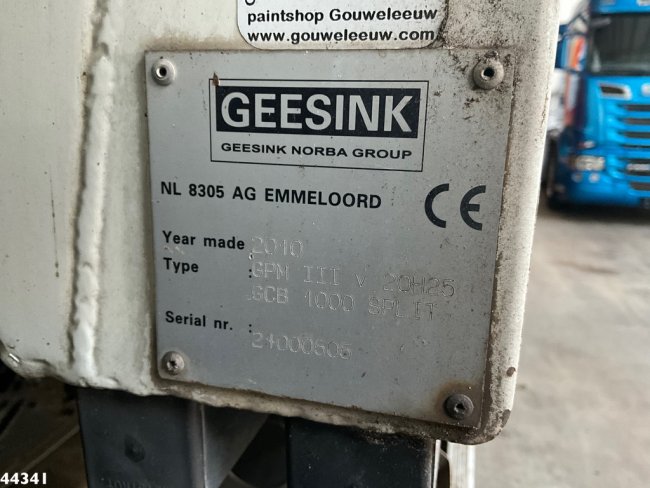 paintshop Gouweleeuw
www.gouweleeuw.com
GEESINK
GEESINK NORBA GROUP
NL 8305 AG EMMELOORD
CE
Year made 2010
Type : GPM III V 20H25
GCB 1000 SPLIT
Serial nr. :
21000505
44341